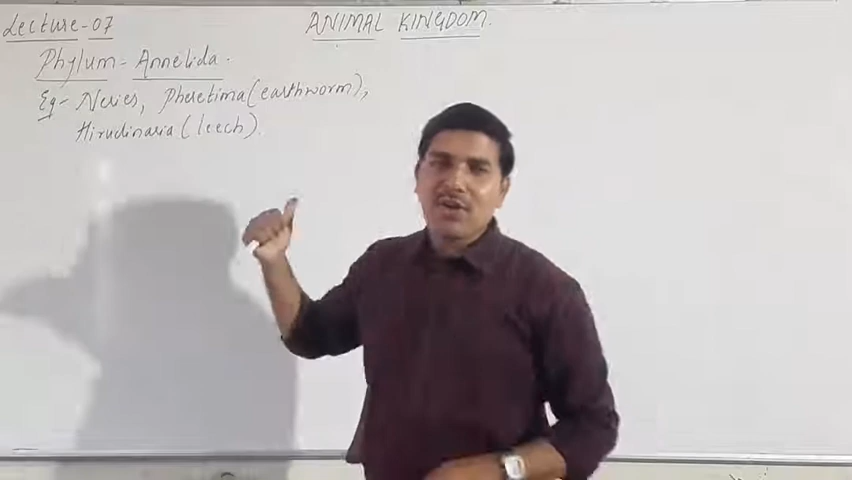 Lecture-07
ANIMAL KINGDOM.
Phylum - Annelida.
Eg- Neries, Pheretima (earthworm),
Hirudinaria (leech).